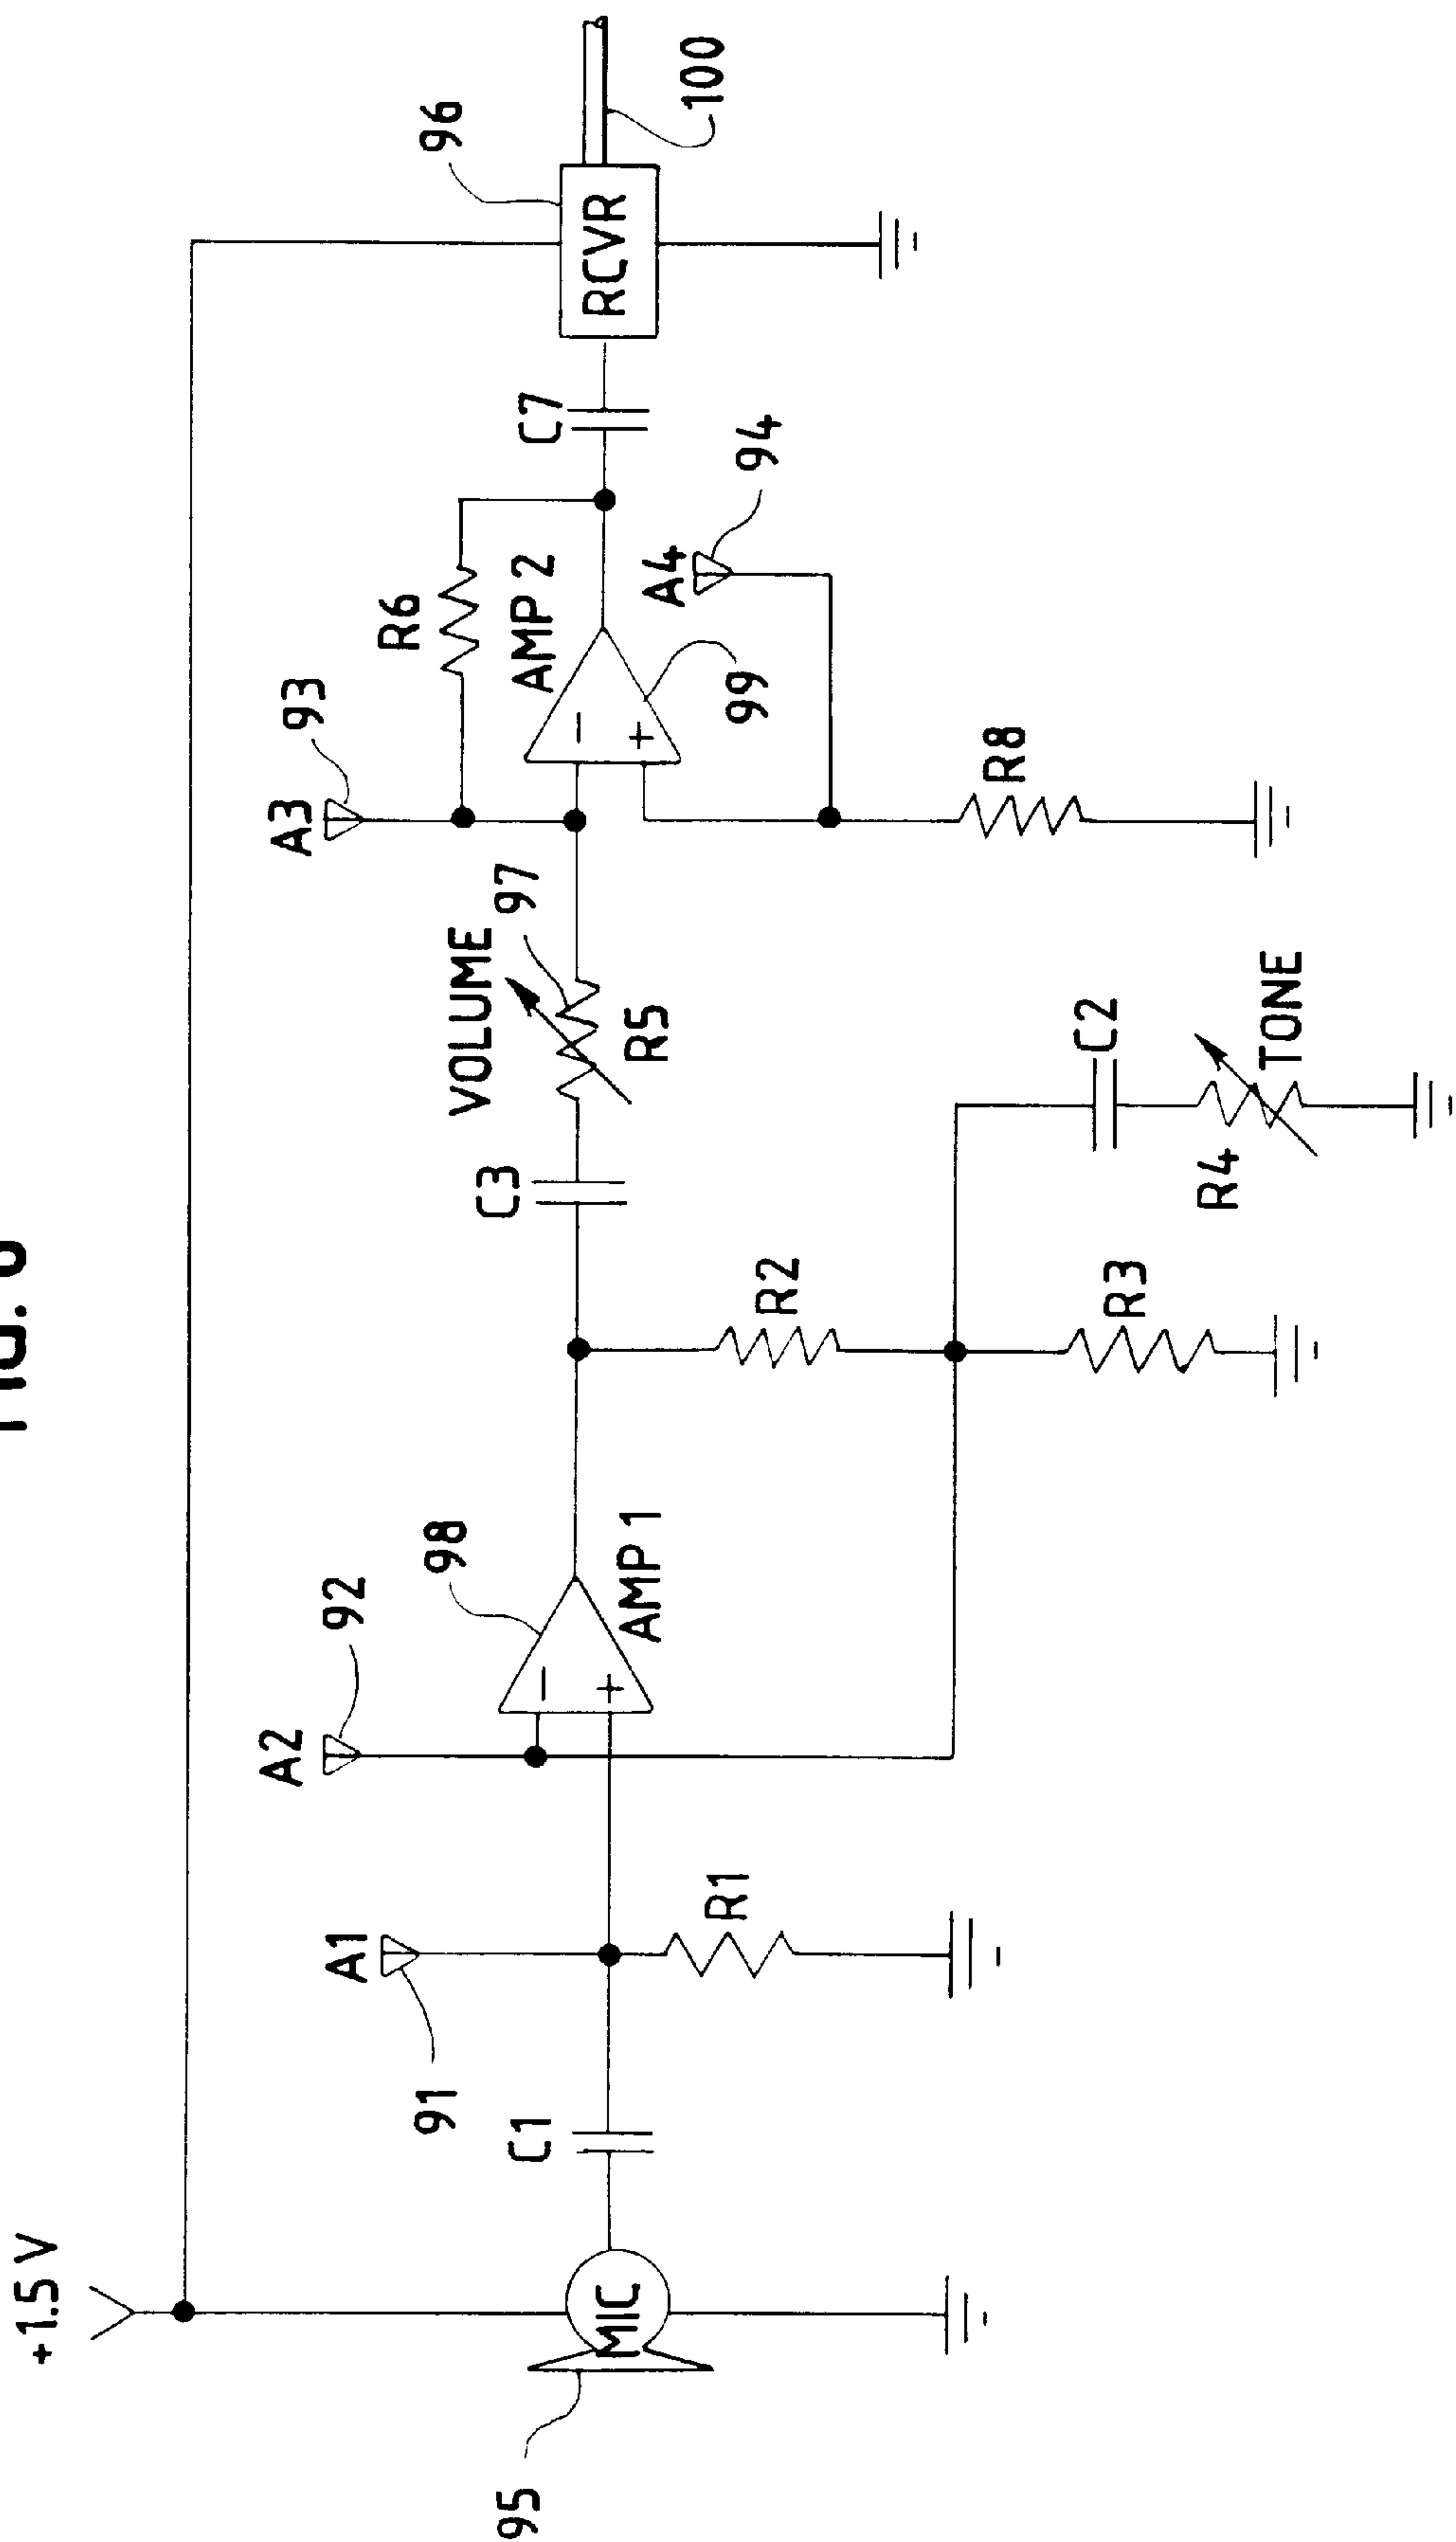 FIG.
+1.5 V
A2
A3
93
A1
92
R6
91
98
96
VOLUME
C3
95
97
C1
AMP 2
C7
MIC
RCVR
−
+
−
+
AMP 1
R5
A4
100
R1
99
94
R2
R8
C2
R3
R4
TONE